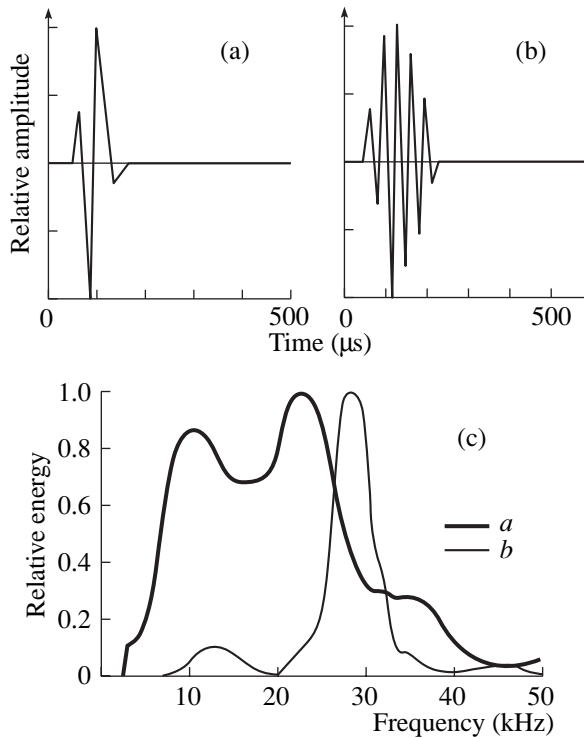 (a)
(b)
Relative amplitude
0
500
0
500
Time (μs)
1.0
0.8
0.6
0.4
0.2
0
Relative energy
(c)
a
b
10
20
30
40
50
Frequency (kHz)